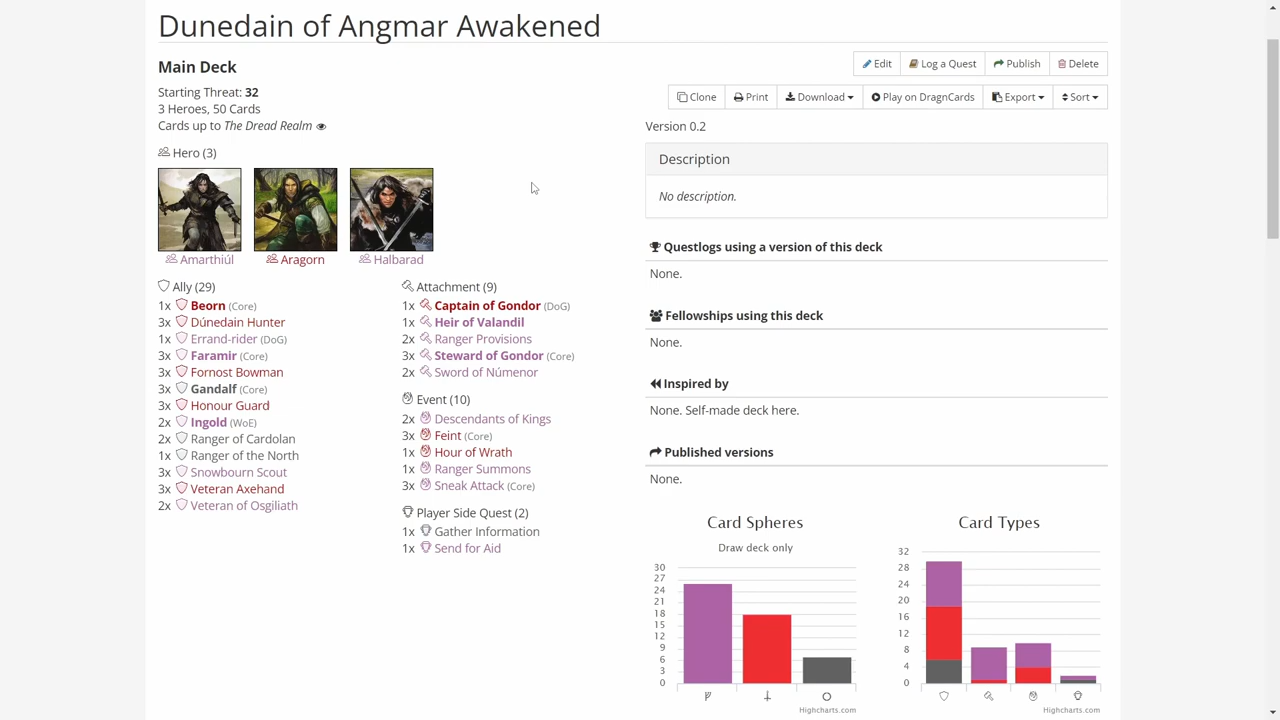 Dunedain of Angmar Awakened
Main Deck
Starting Threat: 32
3 Heroes, 50 Cards
Cards up to The Dread Realm
Hero (3)
Amarthiúl
Aragorn
Halbarad
Ally (29)
1x Beorn (Core)
3x Dúnedain Hunter
1x Errand-rider (DoG)
3x Faramir (Core)
3x Fornost Bowman
3x Gandalf (Core)
3x Honour Guard
2x Ingold (WoE)
2x Ranger of Cardolan
1x Ranger of the North
3x Snowbourn Scout
3x Veteran Axehand
2x Veteran of Osgiliath
Attachment (9)
1x Captain of Gondor (DoG)
1x Heir of Valandil
2x Ranger Provisions
3x Steward of Gondor (Core)
2x Sword of Númenor
Event (10)
2x Descendants of Kings
3x Feint (Core)
1x Hour of Wrath
1x Ranger Summons
3x Sneak Attack (Core)
Player Side Quest (2)
1x Gather Information
1x Send for Aid
Edit
Log a Quest
Publish
Delete
Clone
Print
Download
Play on DragnCards
Export
Sort
Version 0.2
Description
No description.
Questlogs using a version of this deck
None.
Fellowships using this deck
None.
Inspired by
None. Self-made deck here.
Published versions
None.
Card Spheres
Draw deck only
30
27
24
21
18
15
12
9
6
3
0
Highcharts.com
Card Types
32
28
24
20
16
12
8
4
0
Highcharts.com